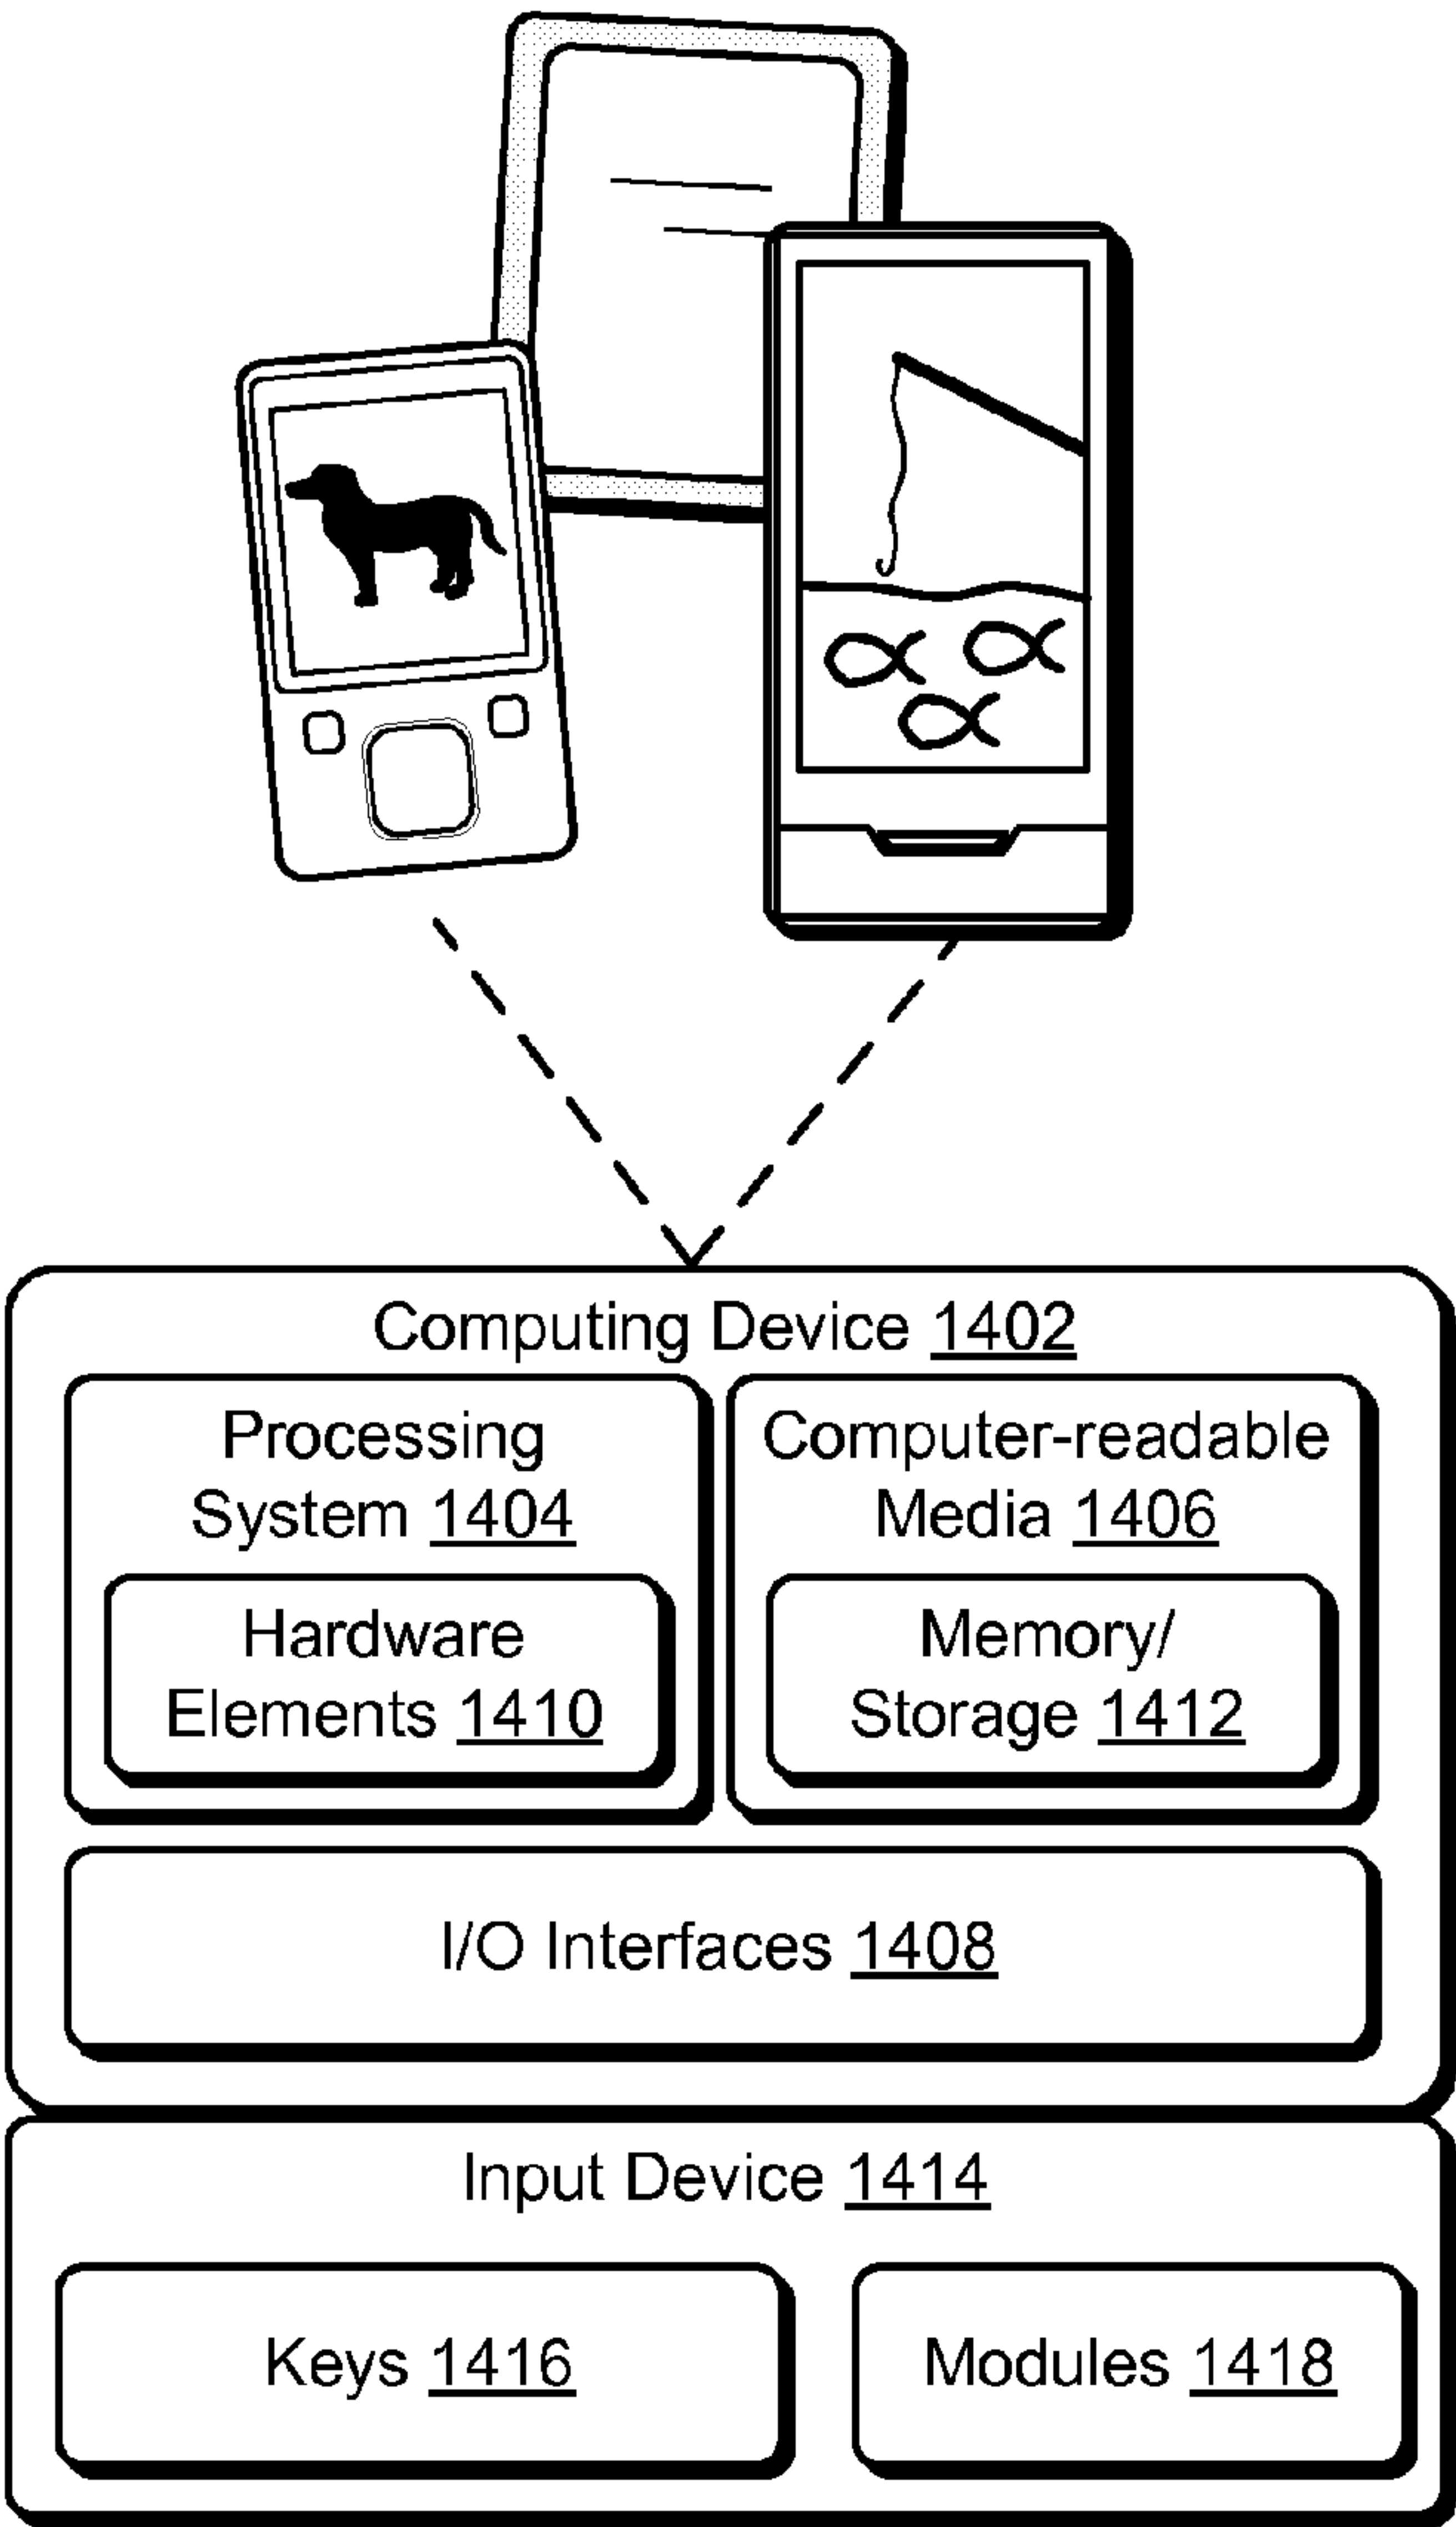 Computing Device 1402
Processing
System 1404
Hardware
Elements 1410
Computer-readable
Media 1406
Memory/
Storage 1412
I/O Interfaces 1408
Input Device 1414
Keys 1416
Modules 1418